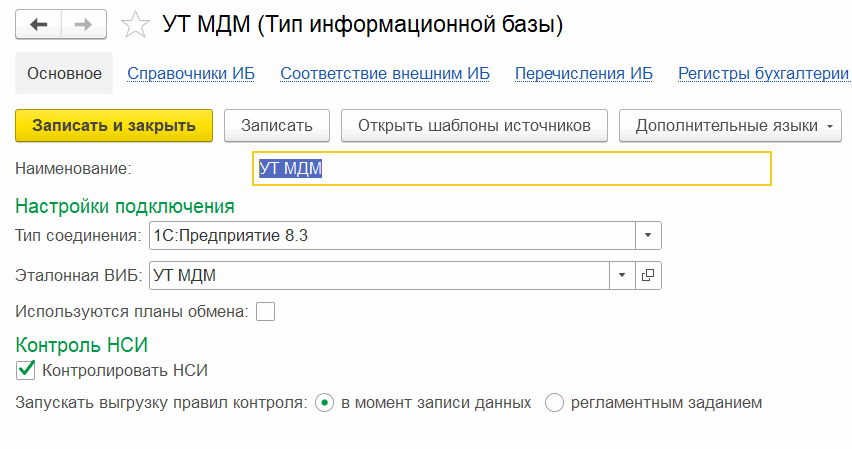 УТ МДМ (Тип информационной базы)
Основное Справочники ИБ Соответствие внешним ИБ Перечисления ИБ Регистры бухгалтерии
Записать и закрыть Записать Открыть шаблоны источников Дополнительные языки
Наименование: УТ МДМ
Настройки подключения
Тип соединения: 1С:Предприятие 8.3
Эталонная ВИБ: УТ МДМ
Используются планы обмена:
Контроль НСИ
Контролировать НСИ
Запускать выгрузку правил контроля: в момент записи данных регламентным заданием